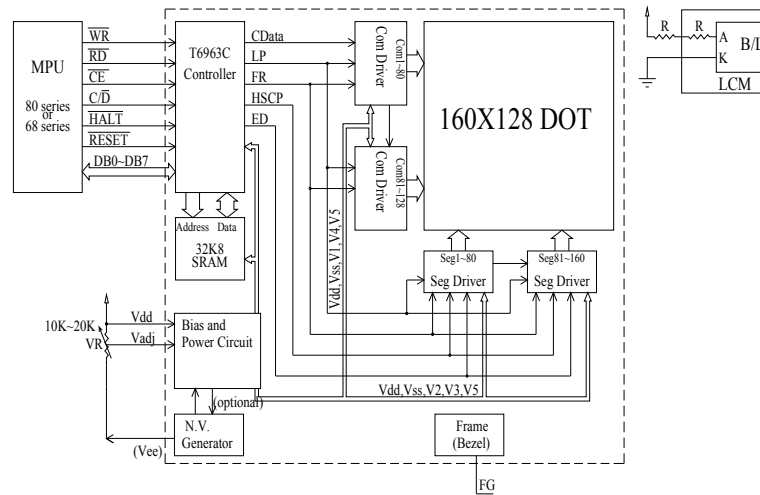 MPU
80 series
or
68 series
WR
RD
CE
C/D
HALT
RESET
DB0~DB7
T6963C
Controller
CData
LP
FR
HSCP
ED
Address
Data
32K8
SRAM
Com1~80
Com Driver
Com81~128
Com Driver
160X128 DOT
R
R
A
K
B/L
LCM
Vdd,Vss,V1,V4,V5
Seg1~80
Seg Driver
Seg81~160
Seg Driver
10K~20K
VR
Vdd
Vadj
Bias and
Power Circuit
Vdd,Vss,V2,V3,V5
(optional)
N.V.
Generator
(Vee)
Frame
(Bezel)
FG